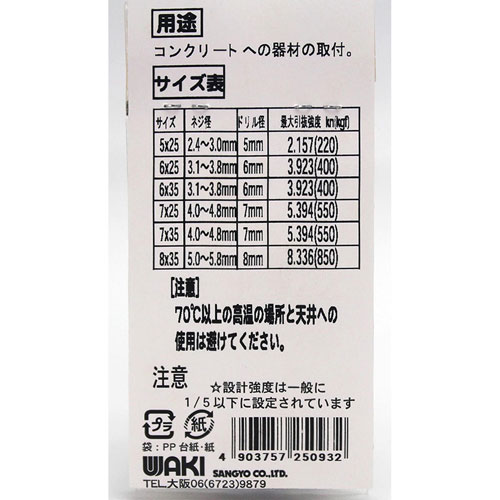 用途
コンクリートへの器材の取付。
サイズ表
サイズ ネジ径 ドリル径 最大引抜強度 kn(kgf)
5x25 2.4〜3.0mm 5mm 2.157(220)
6x25 3.1〜3.8mm 6mm 3.923(400)
6x35 3.1〜3.8mm 6mm 3.923(400)
7x25 4.0〜4.8mm 7mm 5.394(550)
7x35 4.0〜4.8mm 7mm 5.394(550)
8x35 5.0〜5.8mm 8mm 8.336(850)
[注意]
70℃以上の高温の場所と天井への
使用は避けてください。
注意 ☆設計強度は一般に
1/5以下に設定されています
プラ 紙
袋:PP 台紙・紙
4 903757 250932
WAKI SANGYO CO.,LTD.
TEL.大阪06(6723)9879